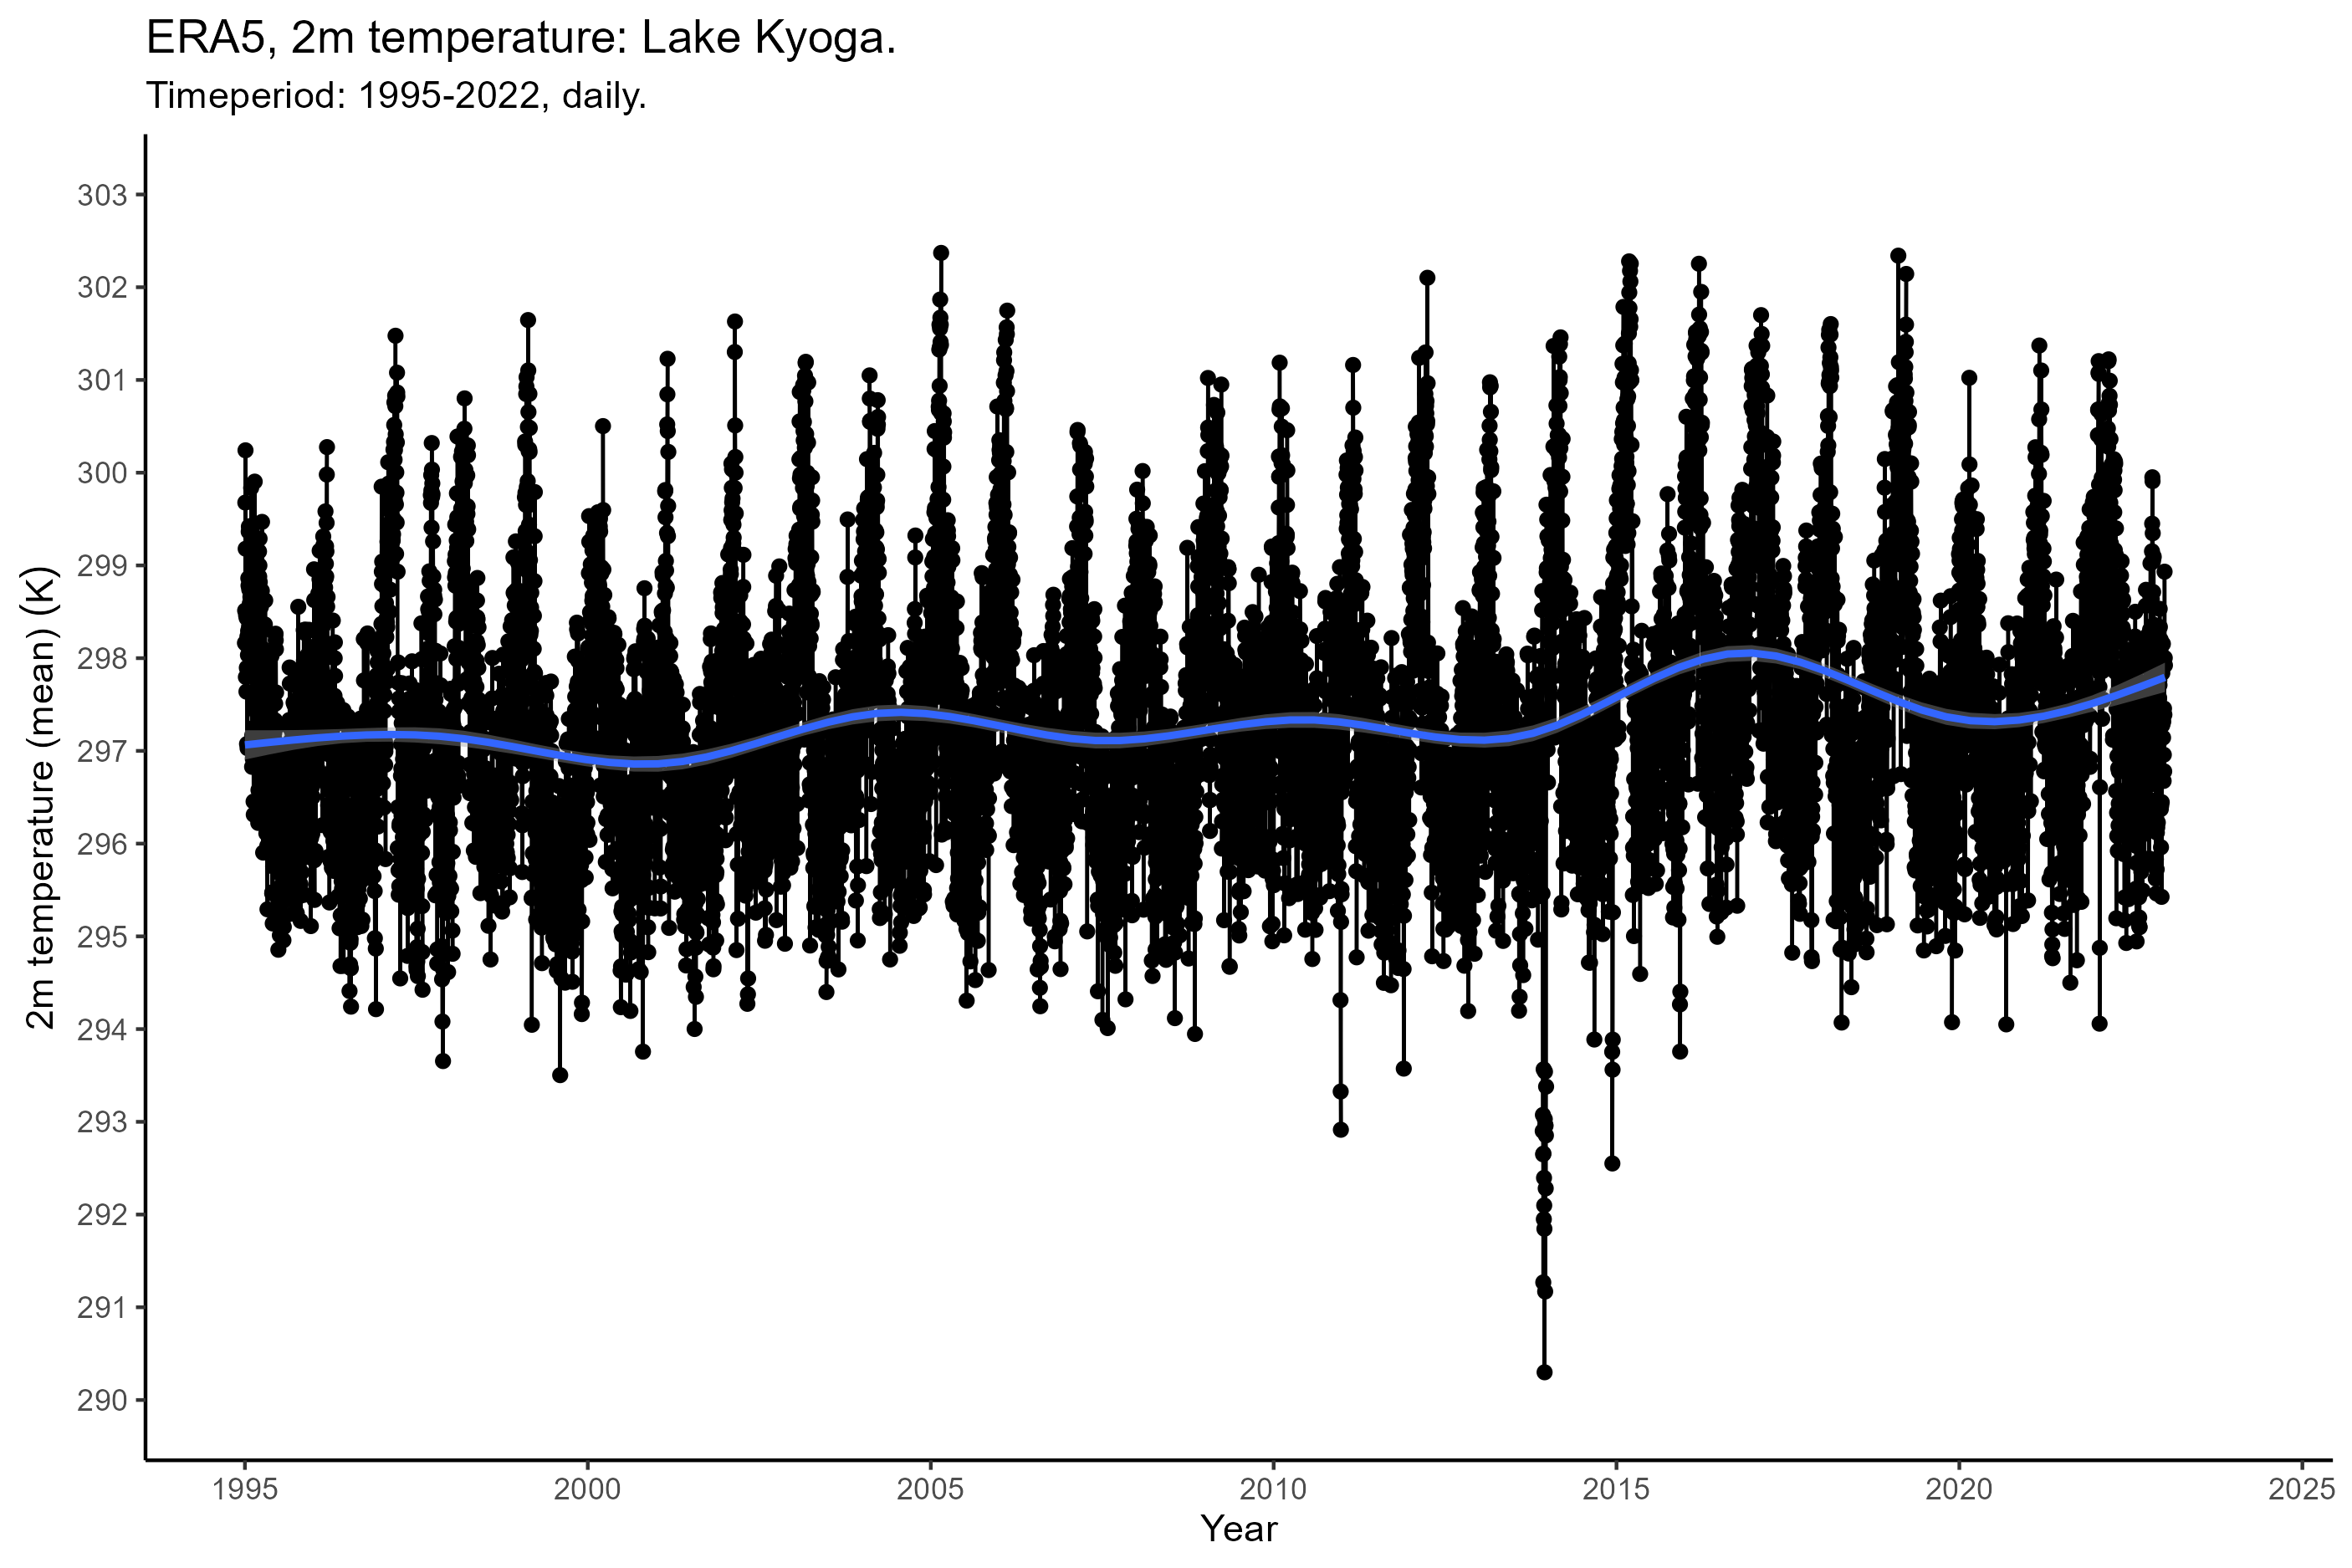 ERA5, 2m temperature: Lake Kyoga.
Timeperiod: 1995-2022, daily.
2m temperature (mean) (K)
303
302
301
300
299
298
297
296
295
294
293
292
291
290
1995 2000 2005 2010 2015 2020 2025
Year